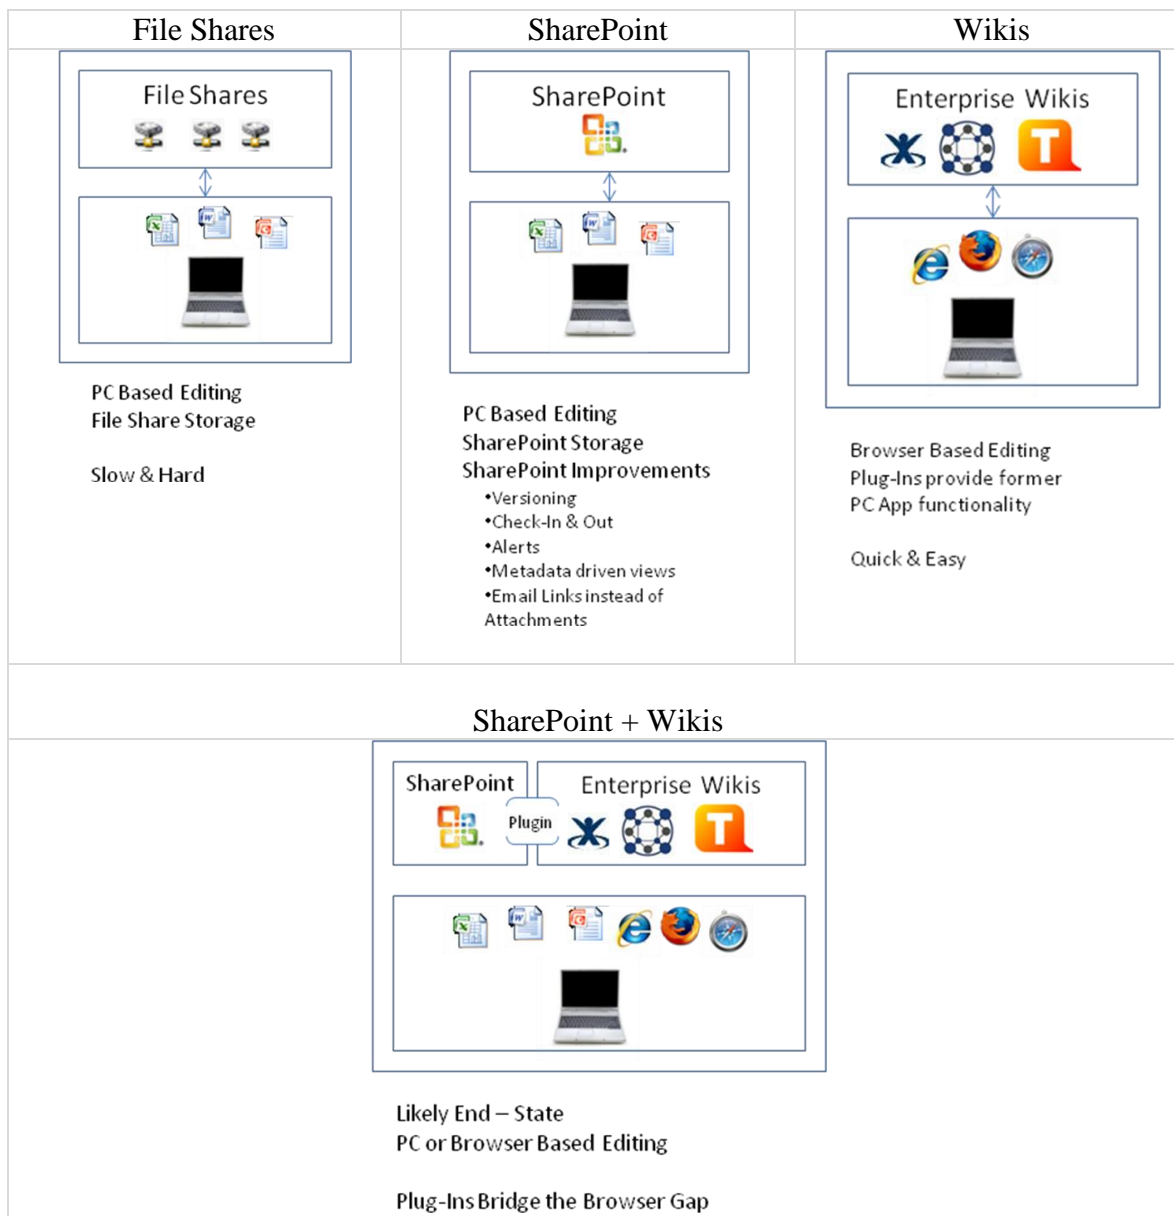 File Shares
SharePoint
Wikis
File Shares
PC Based Editing
File Share Storage
Slow & Hard
SharePoint
PC Based Editing
SharePoint Storage
SharePoint Improvements
•Versioning
•Check-In & Out
•Alerts
•Metadata driven views
•Email Links instead of
Attachments
Enterprise Wikis
T
Browser Based Editing
Plug-Ins provide former
PC App functionality
Quick & Easy
SharePoint + Wikis
SharePoint
Plugin
Enterprise Wikis
T
Likely End – State
PC or Browser Based Editing
Plug-Ins Bridge the Browser Gap